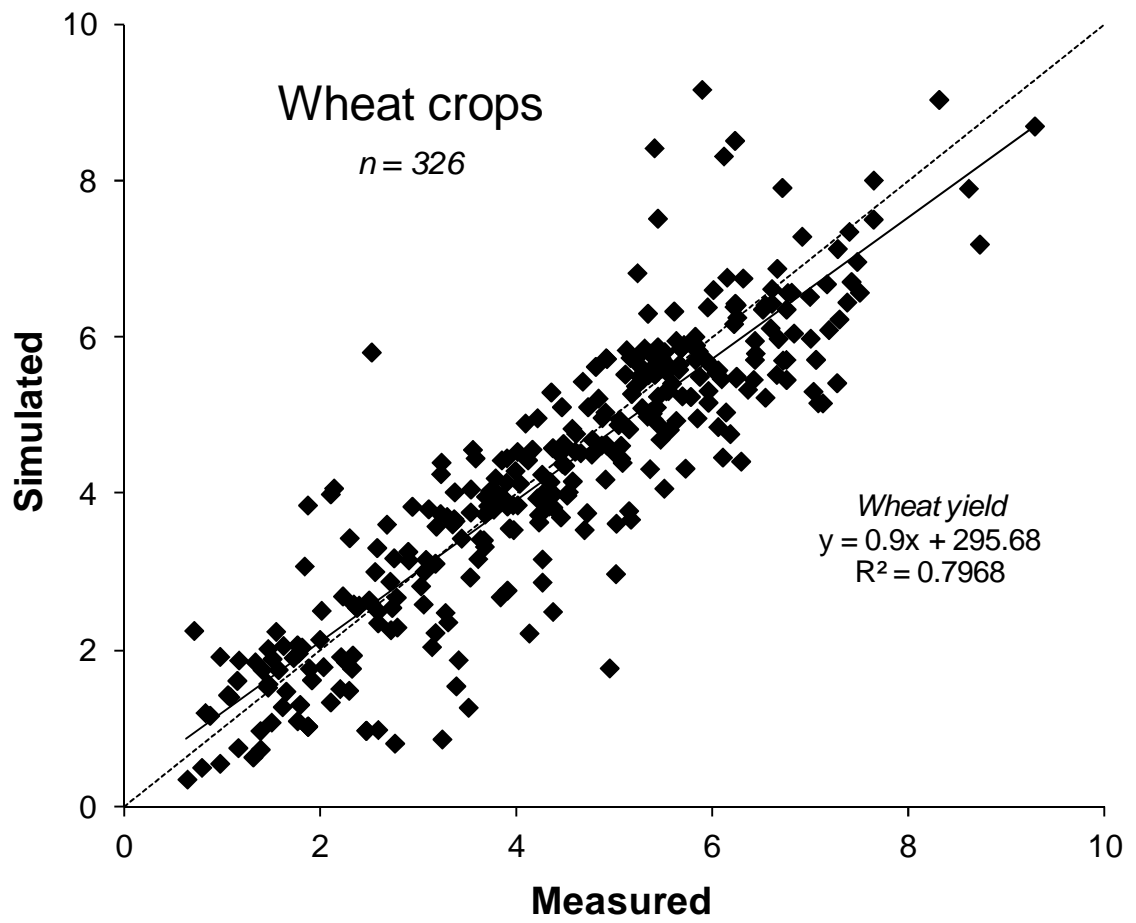 10
8
6
4
2
0
Simulated
Wheat crops
n = 326
Wheat yield
y = 0.9x + 295.68
R² = 0.7968
0 2 4 6 8 10
Measured